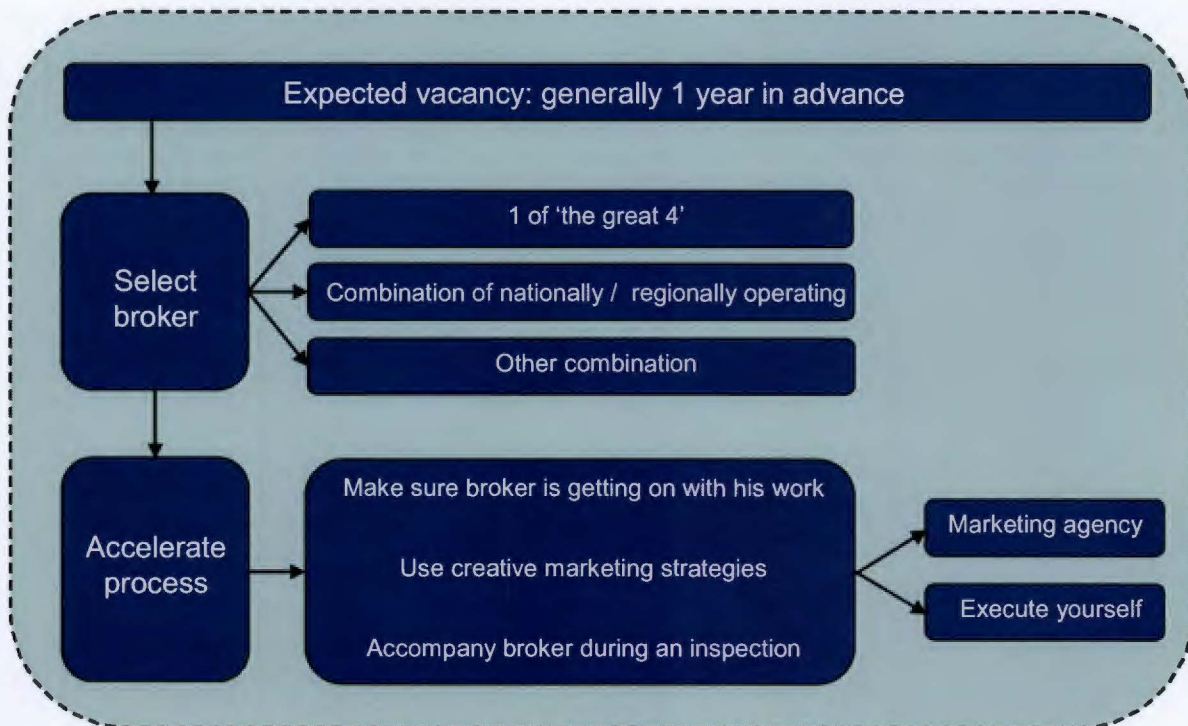 Expected vacancy: generally 1 year in advance
Select
broker
1 of ‘the great 4’
Combination of nationally / regionally operating
Other combination
Accelerate
process
Make sure broker is getting on with his work
Use creative marketing strategies
Accompany broker during an inspection
Marketing agency
Execute yourself